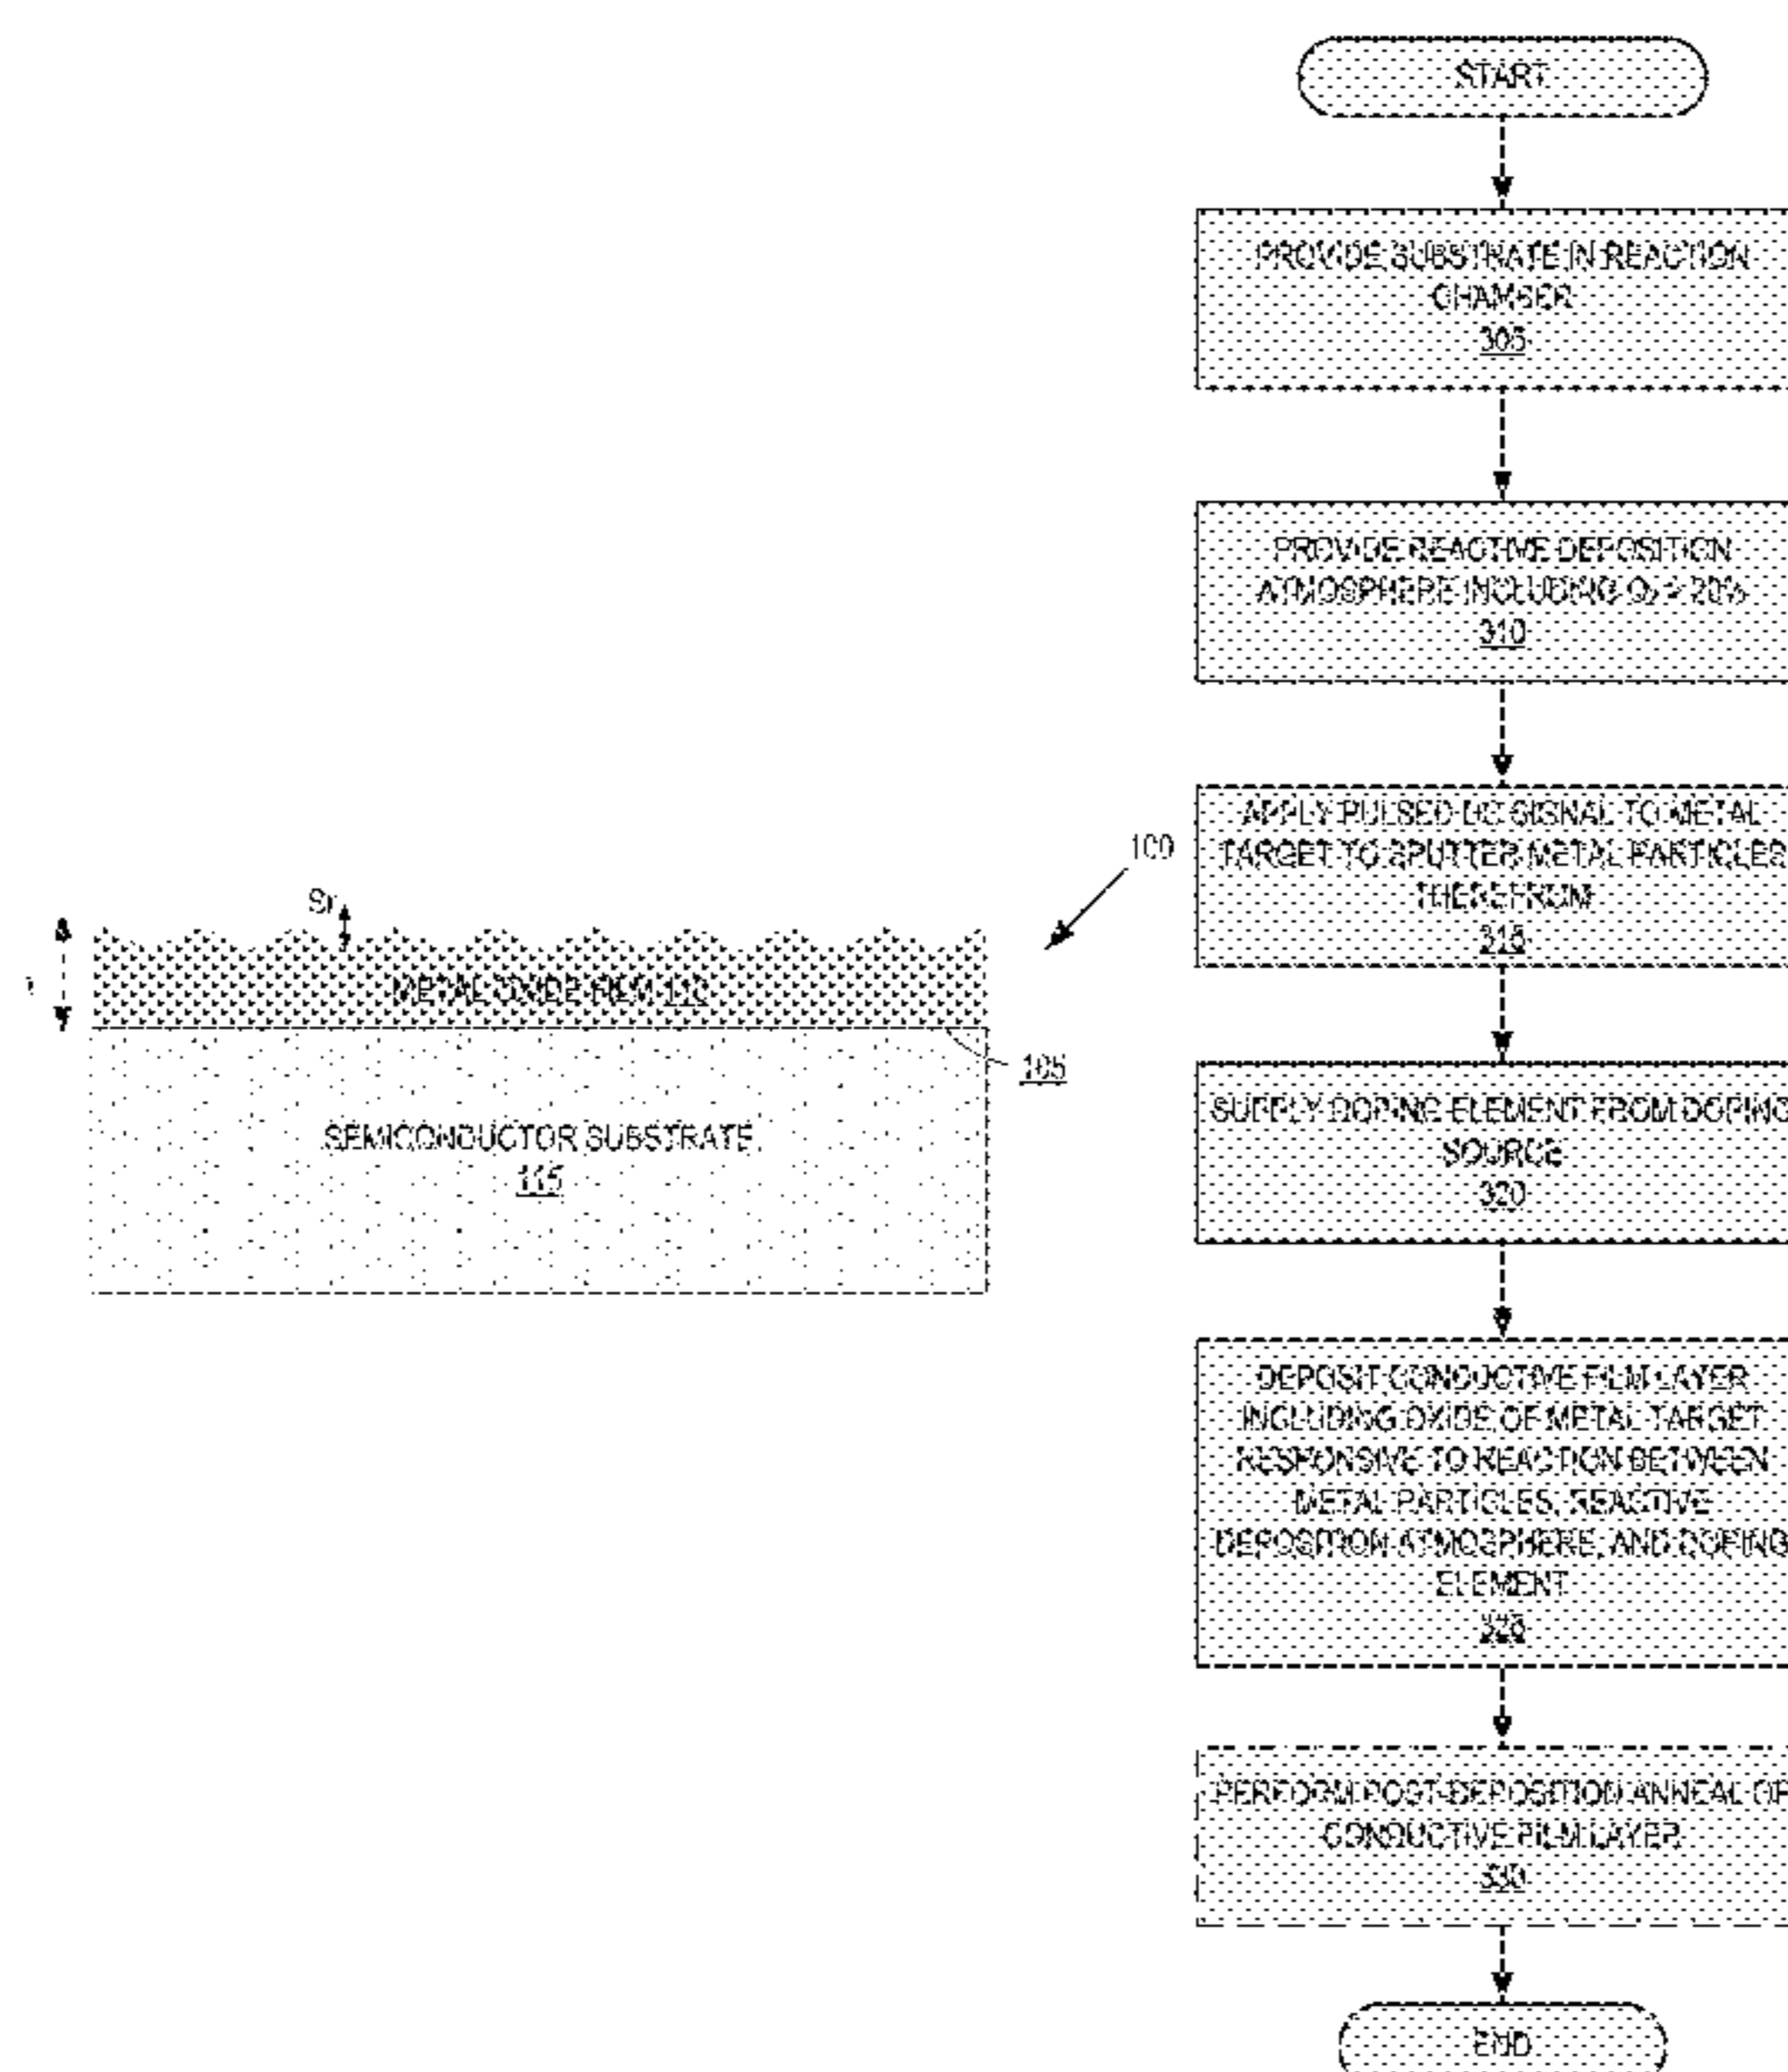 START
PROVIDE SUBSTRATE IN REACTION
CHAMBER
305
PROVIDE REACTIVE DEPOSITION
ATMOSPHERE INCLUDING O₂ > 20%
310
APPLY PULSED DC SIGNAL TO METAL
TARGET TO SPUTTER METAL PARTICLES
THEREFROM
315
SUPPLY DOPING ELEMENT FROM DOPING
SOURCE
320
DEPOSIT CONDUCTIVE FILM LAYER
INCLUDING OXIDE OF METAL TARGET
RESPONSIVE TO REACTION BETWEEN
METAL PARTICLES, REACTIVE
DEPOSITION ATMOSPHERE, AND DOPING
ELEMENT
325
PERFORM POST-DEPOSITION ANNEAL OF
CONDUCTIVE FILM LAYER
330
END
100
Sr
METAL OXIDE FILM 110
105
SEMICONDUCTOR SUBSTRATE
115